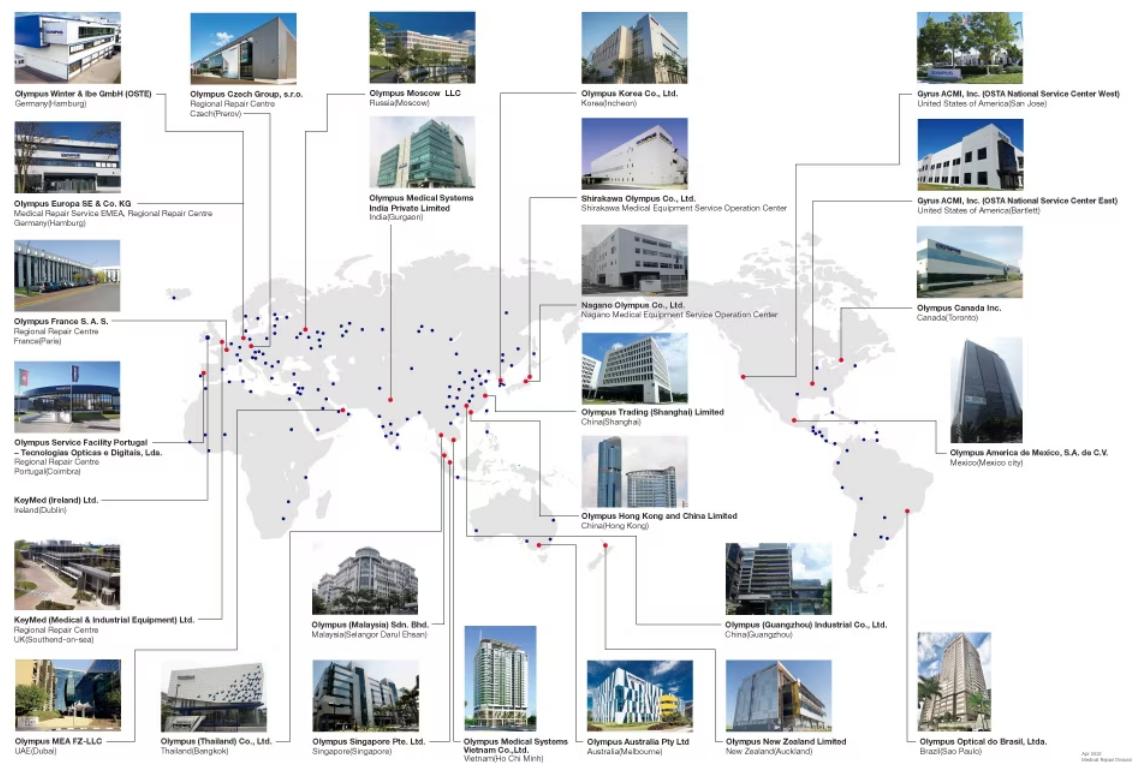 Olympus Winter & Ibe GmbH (OSTE)
Germany(Hamburg)
Olympus Czech Group, s.r.o.
Regional Repair Centre
Czech(Prerov)
Olympus Moscow LLC
Russia(Moscow)
Olympus Korea Co., Ltd.
Korea(Incheon)
Gyrus ACMI, Inc. (OSTA National Service Center West)
United States of America(San Jose)
Olympus Europa SE & Co. KG
Medical Repair Service EMEA, Regional Repair Centre
Germany(Hamburg)
Olympus Medical Systems
India Private Limited
India(Gurgaon)
Shirakawa Olympus Co., Ltd.
Shirakawa Medical Equipment Service Operation Center
Gyrus ACMI, Inc. (OSTA National Service Center East)
United States of America(Bartlett)
Olympus France S. A. S.
Regional Repair Centre
France(Paris)
Nagano Olympus Co., Ltd.
Nagano Medical Equipment Service Operation Center
Olympus Canada Inc.
Canada(Toronto)
Olympus Service Facility Portugal
– Tecnologias Opticas e Digitais, Lda.
Regional Repair Centre
Portugal(Coimbra)
Olympus Trading (Shanghai) Limited
China(Shanghai)
Olympus America de Mexico, S.A. de C.V.
Mexico(Mexico city)
KeyMed (Ireland) Ltd.
Ireland(Dublin)
Olympus Hong Kong and China Limited
China(Hong Kong)
KeyMed (Medical & Industrial Equipment) Ltd.
Regional Repair Centre
UK(Southend-on-sea)
Olympus (Malaysia) Sdn. Bhd.
Malaysia(Selangor Darul Ehsan)
Olympus (Guangzhou) Industrial Co., Ltd.
China(Guangzhou)
Olympus MEA FZ-LLC
UAE(Dubai)
Olympus (Thailand) Co., Ltd.
Thailand(Bangkok)
Olympus Singapore Pte. Ltd.
Singapore(Singapore)
Olympus Medical Systems
Vietnam Co.,Ltd.
Vietnam(Ho Chi Minh)
Olympus Australia Pty Ltd
Australia(Melbourne)
Olympus New Zealand Limited
New Zealand(Auckland)
Olympus Optical do Brasil, Ltda.
Brazil(Sao Paulo)
Medical Repair Division